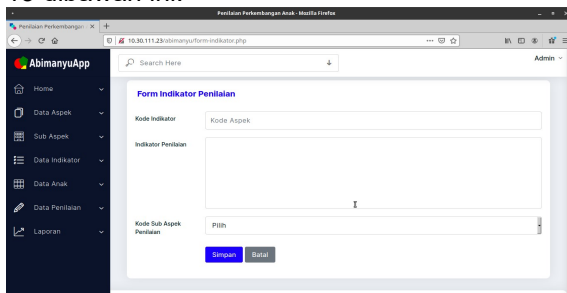 Penilaian Perkembangan Anak - Mozilla Firefox
Penilaian Perkembangan
10.30.111.23/abimanyu/form-indikator.php
AbimanyuApp
Search Here
Admin
Home
Data Aspek
Sub Aspek
Data Indikator
Data Anak
Data Penilaian
Laporan
Form Indikator Penilaian
Kode Indikator
Kode Aspek
Indikator Penilaian
Kode Sub Aspek
Penilaian
Pilih
Simpan
Batal